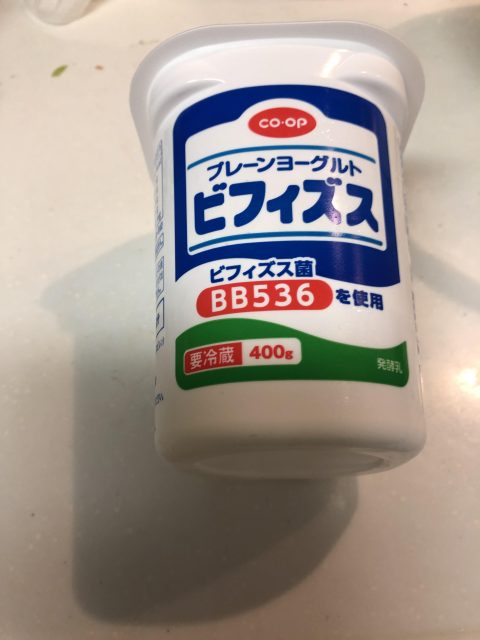 CO·OP
プレーンヨーグルト
ビフィズス
ビフィズス菌
BB536 を使用
要冷蔵 400g
発酵乳